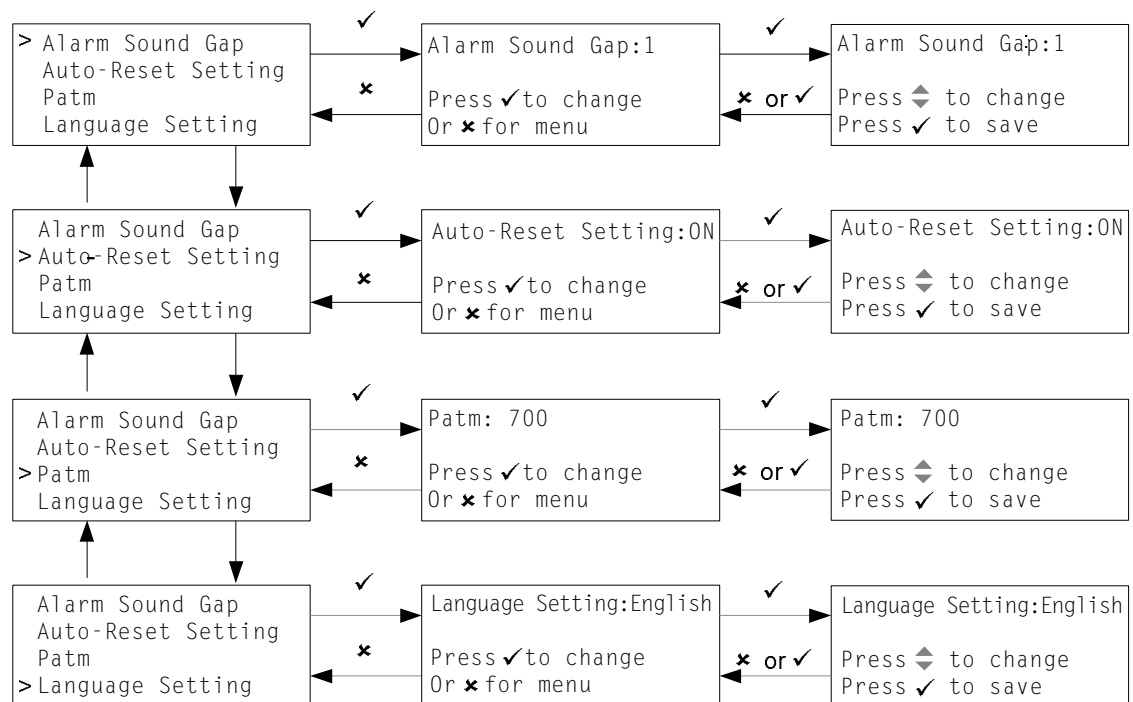 > Alarm Sound Gap
Auto-Reset Setting
Patm
Language Setting
✓
✖
Alarm Sound Gap:1
Press ✓ to change
Or ✖ for menu
✓
✖ or ✓
Alarm Sound Gap:1
Press ⬍ to change
Press ✓ to save
Alarm Sound Gap
> Auto-Reset Setting
Patm
Language Setting
✓
✖
Auto-Reset Setting:ON
Press ✓ to change
Or ✖ for menu
✓
✖ or ✓
Auto-Reset Setting:ON
Press ⬍ to change
Press ✓ to save
Alarm Sound Gap
Auto-Reset Setting
> Patm
Language Setting
✓
✖
Patm: 700
Press ✓ to change
Or ✖ for menu
✓
✖ or ✓
Patm: 700
Press ⬍ to change
Press ✓ to save
Alarm Sound Gap
Auto-Reset Setting
Patm
> Language Setting
✓
✖
Language Setting:English
Press ✓ to change
Or ✖ for menu
✓
✖ or ✓
Language Setting:English
Press ⬍ to change
Press ✓ to save